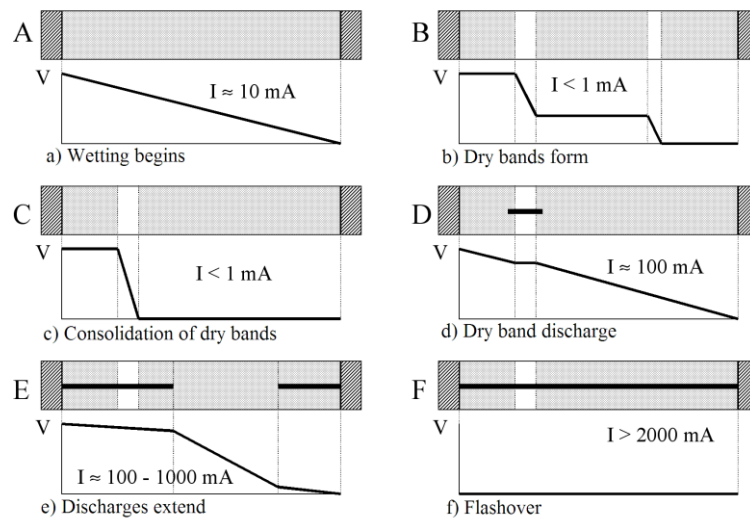 A
V
I ≈ 10 mA
a) Wetting begins
B
V
I < 1 mA
b) Dry bands form
C
V
I < 1 mA
c) Consolidation of dry bands
D
V
I ≈ 100 mA
d) Dry band discharge
E
V
I ≈ 100 - 1000 mA
e) Discharges extend
F
V
I > 2000 mA
f) Flashover